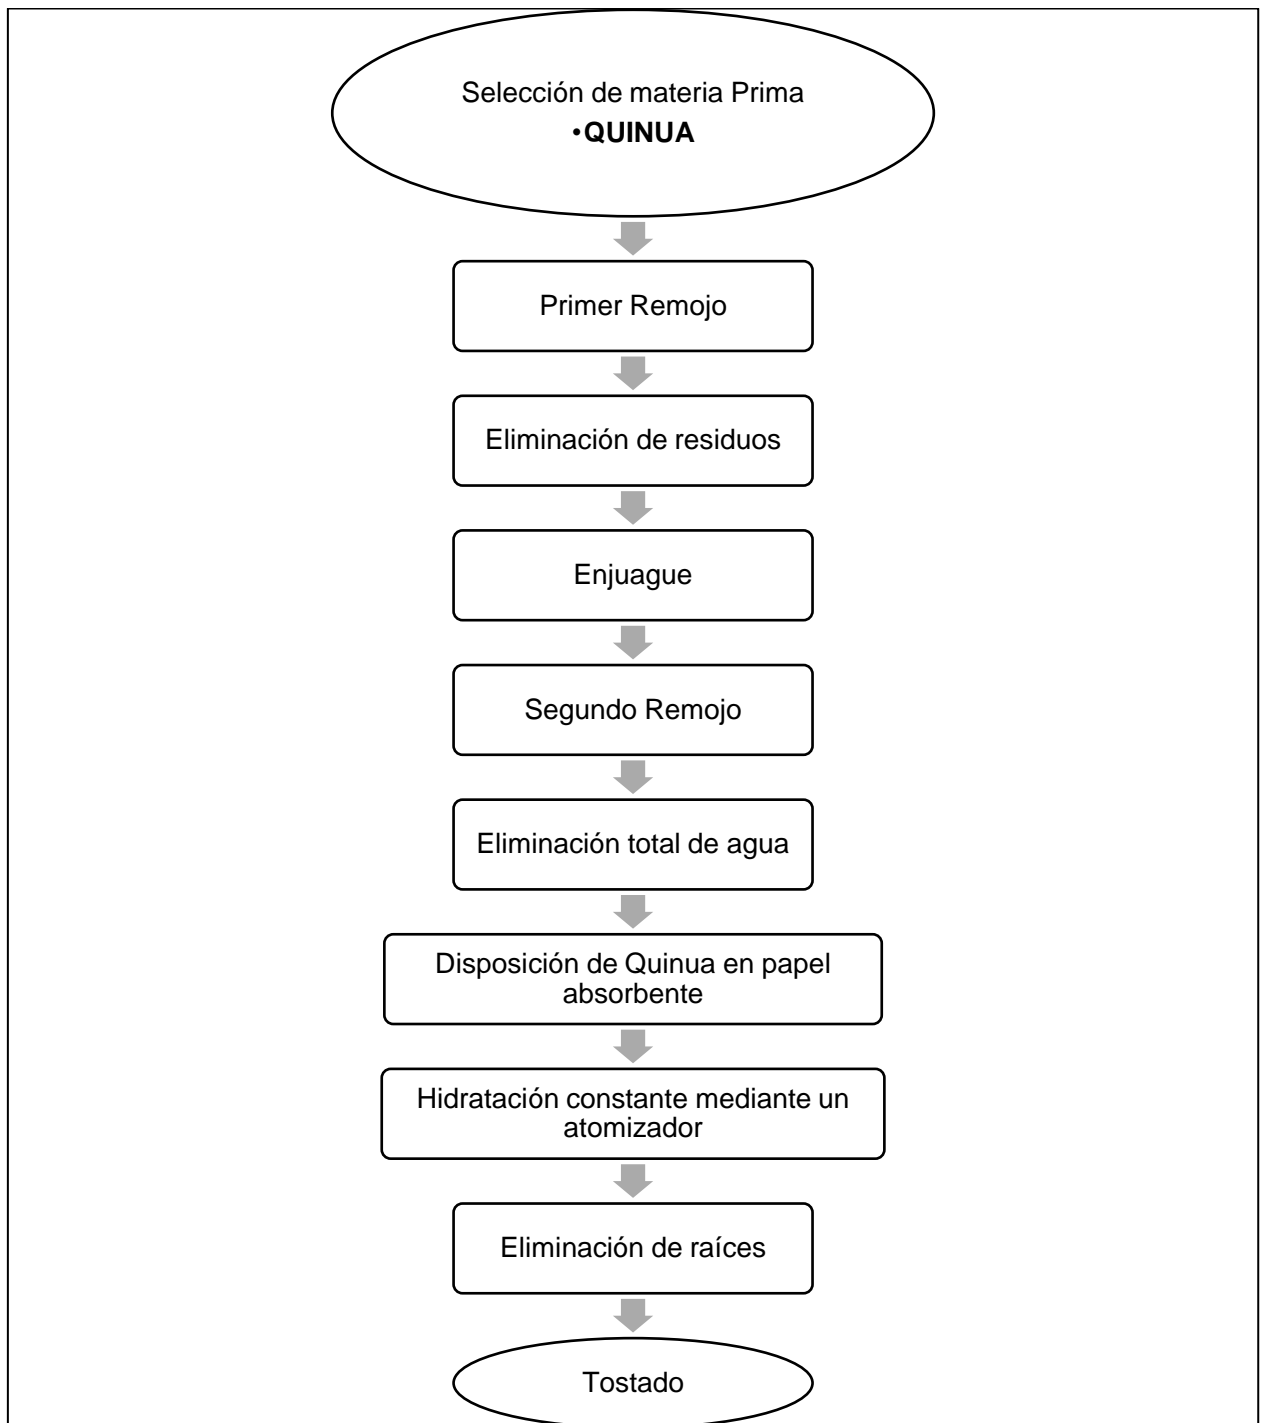 Selección de materia Prima
•QUINUA
Primer Remojo
Eliminación de residuos
Enjuague
Segundo Remojo
Eliminación total de agua
Disposición de Quinua en papel
absorbente
Hidratación constante mediante un
atomizador
Eliminación de raíces
Tostado